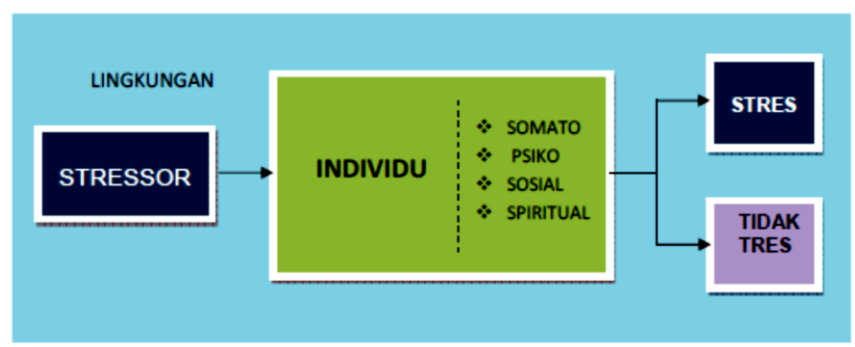 LINGKUNGAN
STRESSOR
INDIVIDU
❖ SOMATO
❖ PSIKO
❖ SOSIAL
❖ SPIRITUAL
STRES
TIDAK
TRES